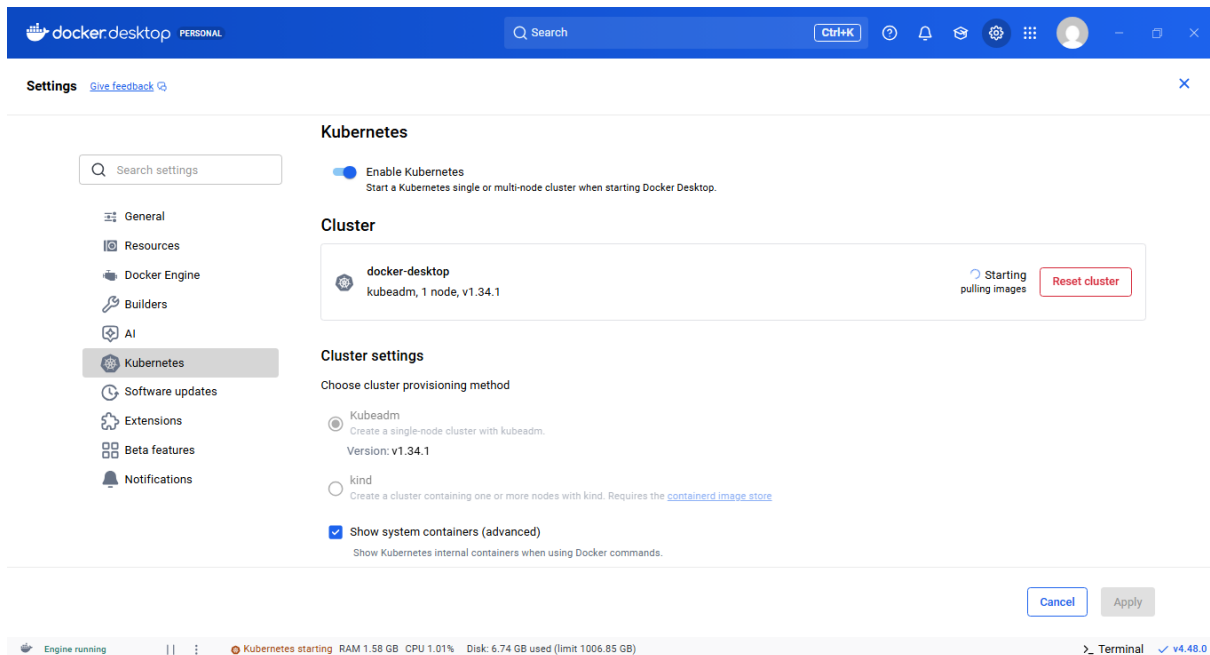 docker.desktop PERSONAL Search Ctrl+K
Settings Give feedback
Kubernetes
Search settings
Enable Kubernetes
Start a Kubernetes single or multi-node cluster when starting Docker Desktop.
General
Resources
Docker Engine
Builders
AI
Kubernetes
Software updates
Extensions
Beta features
Notifications
Cluster
docker-desktop
kubeadm, 1 node, v1.34.1
Starting
pulling images
Reset cluster
Cluster settings
Choose cluster provisioning method
Kubeadm
Create a single-node cluster with kubeadm.
Version: v1.34.1
kind
Create a cluster containing one or more nodes with kind. Requires the containerd image store
Show system containers (advanced)
Show Kubernetes internal containers when using Docker commands.
Cancel Apply
Engine running Kubernetes starting RAM 1.58 GB CPU 1.01% Disk: 6.74 GB used (limit 1006.85 GB) Terminal v4.48.0